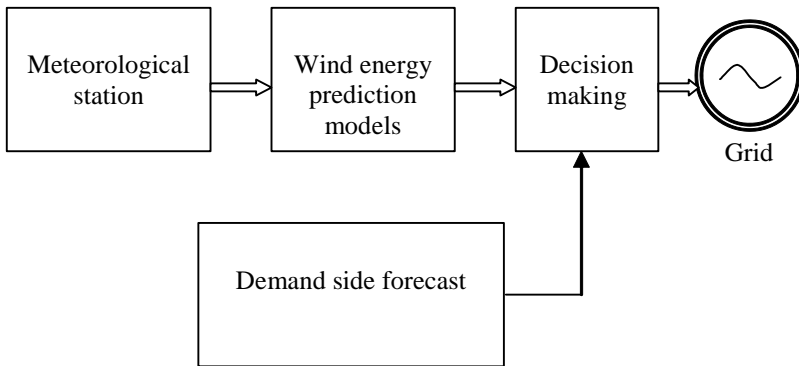 Meteorological
station
Wind energy
prediction
models
Decision
making
Grid
Demand side forecast